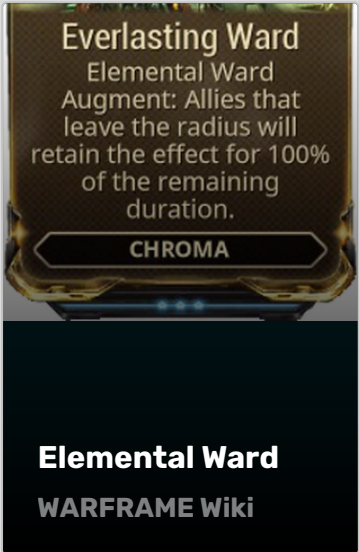 Everlasting Ward
Elemental Ward
Augment: Allies that
leave the radius will
retain the effect for 100%
of the remaining
duration.
CHROMA
Elemental Ward
WARFRAME Wiki